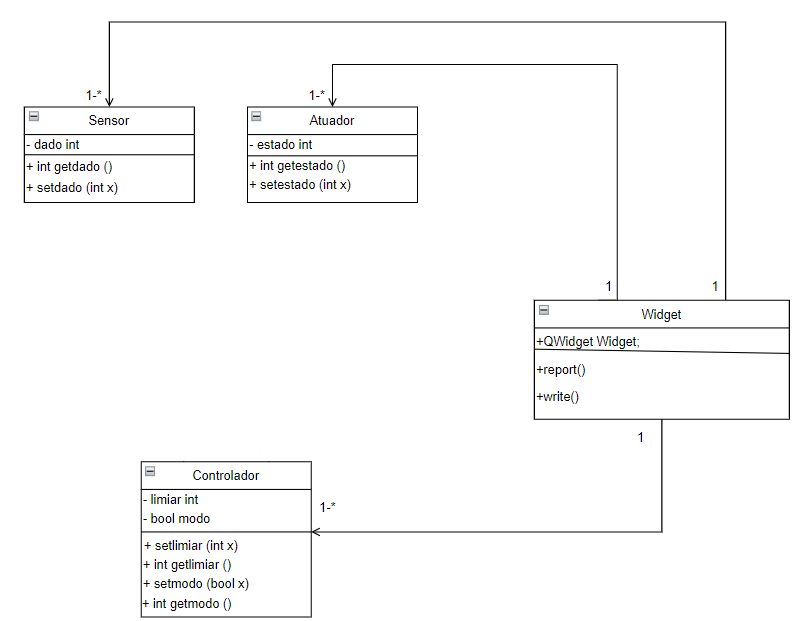 1-*
1-*
Sensor
- dado int
+ int getdado ()
+ setdado (int x)
Atuador
- estado int
+ int getestado ()
+ setestado (int x)
1
1
Widget
+QWidget Widget;
+report()
+write()
1
Controlador
- limiar int
- bool modo
+ setlimiar (int x)
+ int getlimiar ()
+ setmodo (bool x)
+ int getmodo ()
1-*